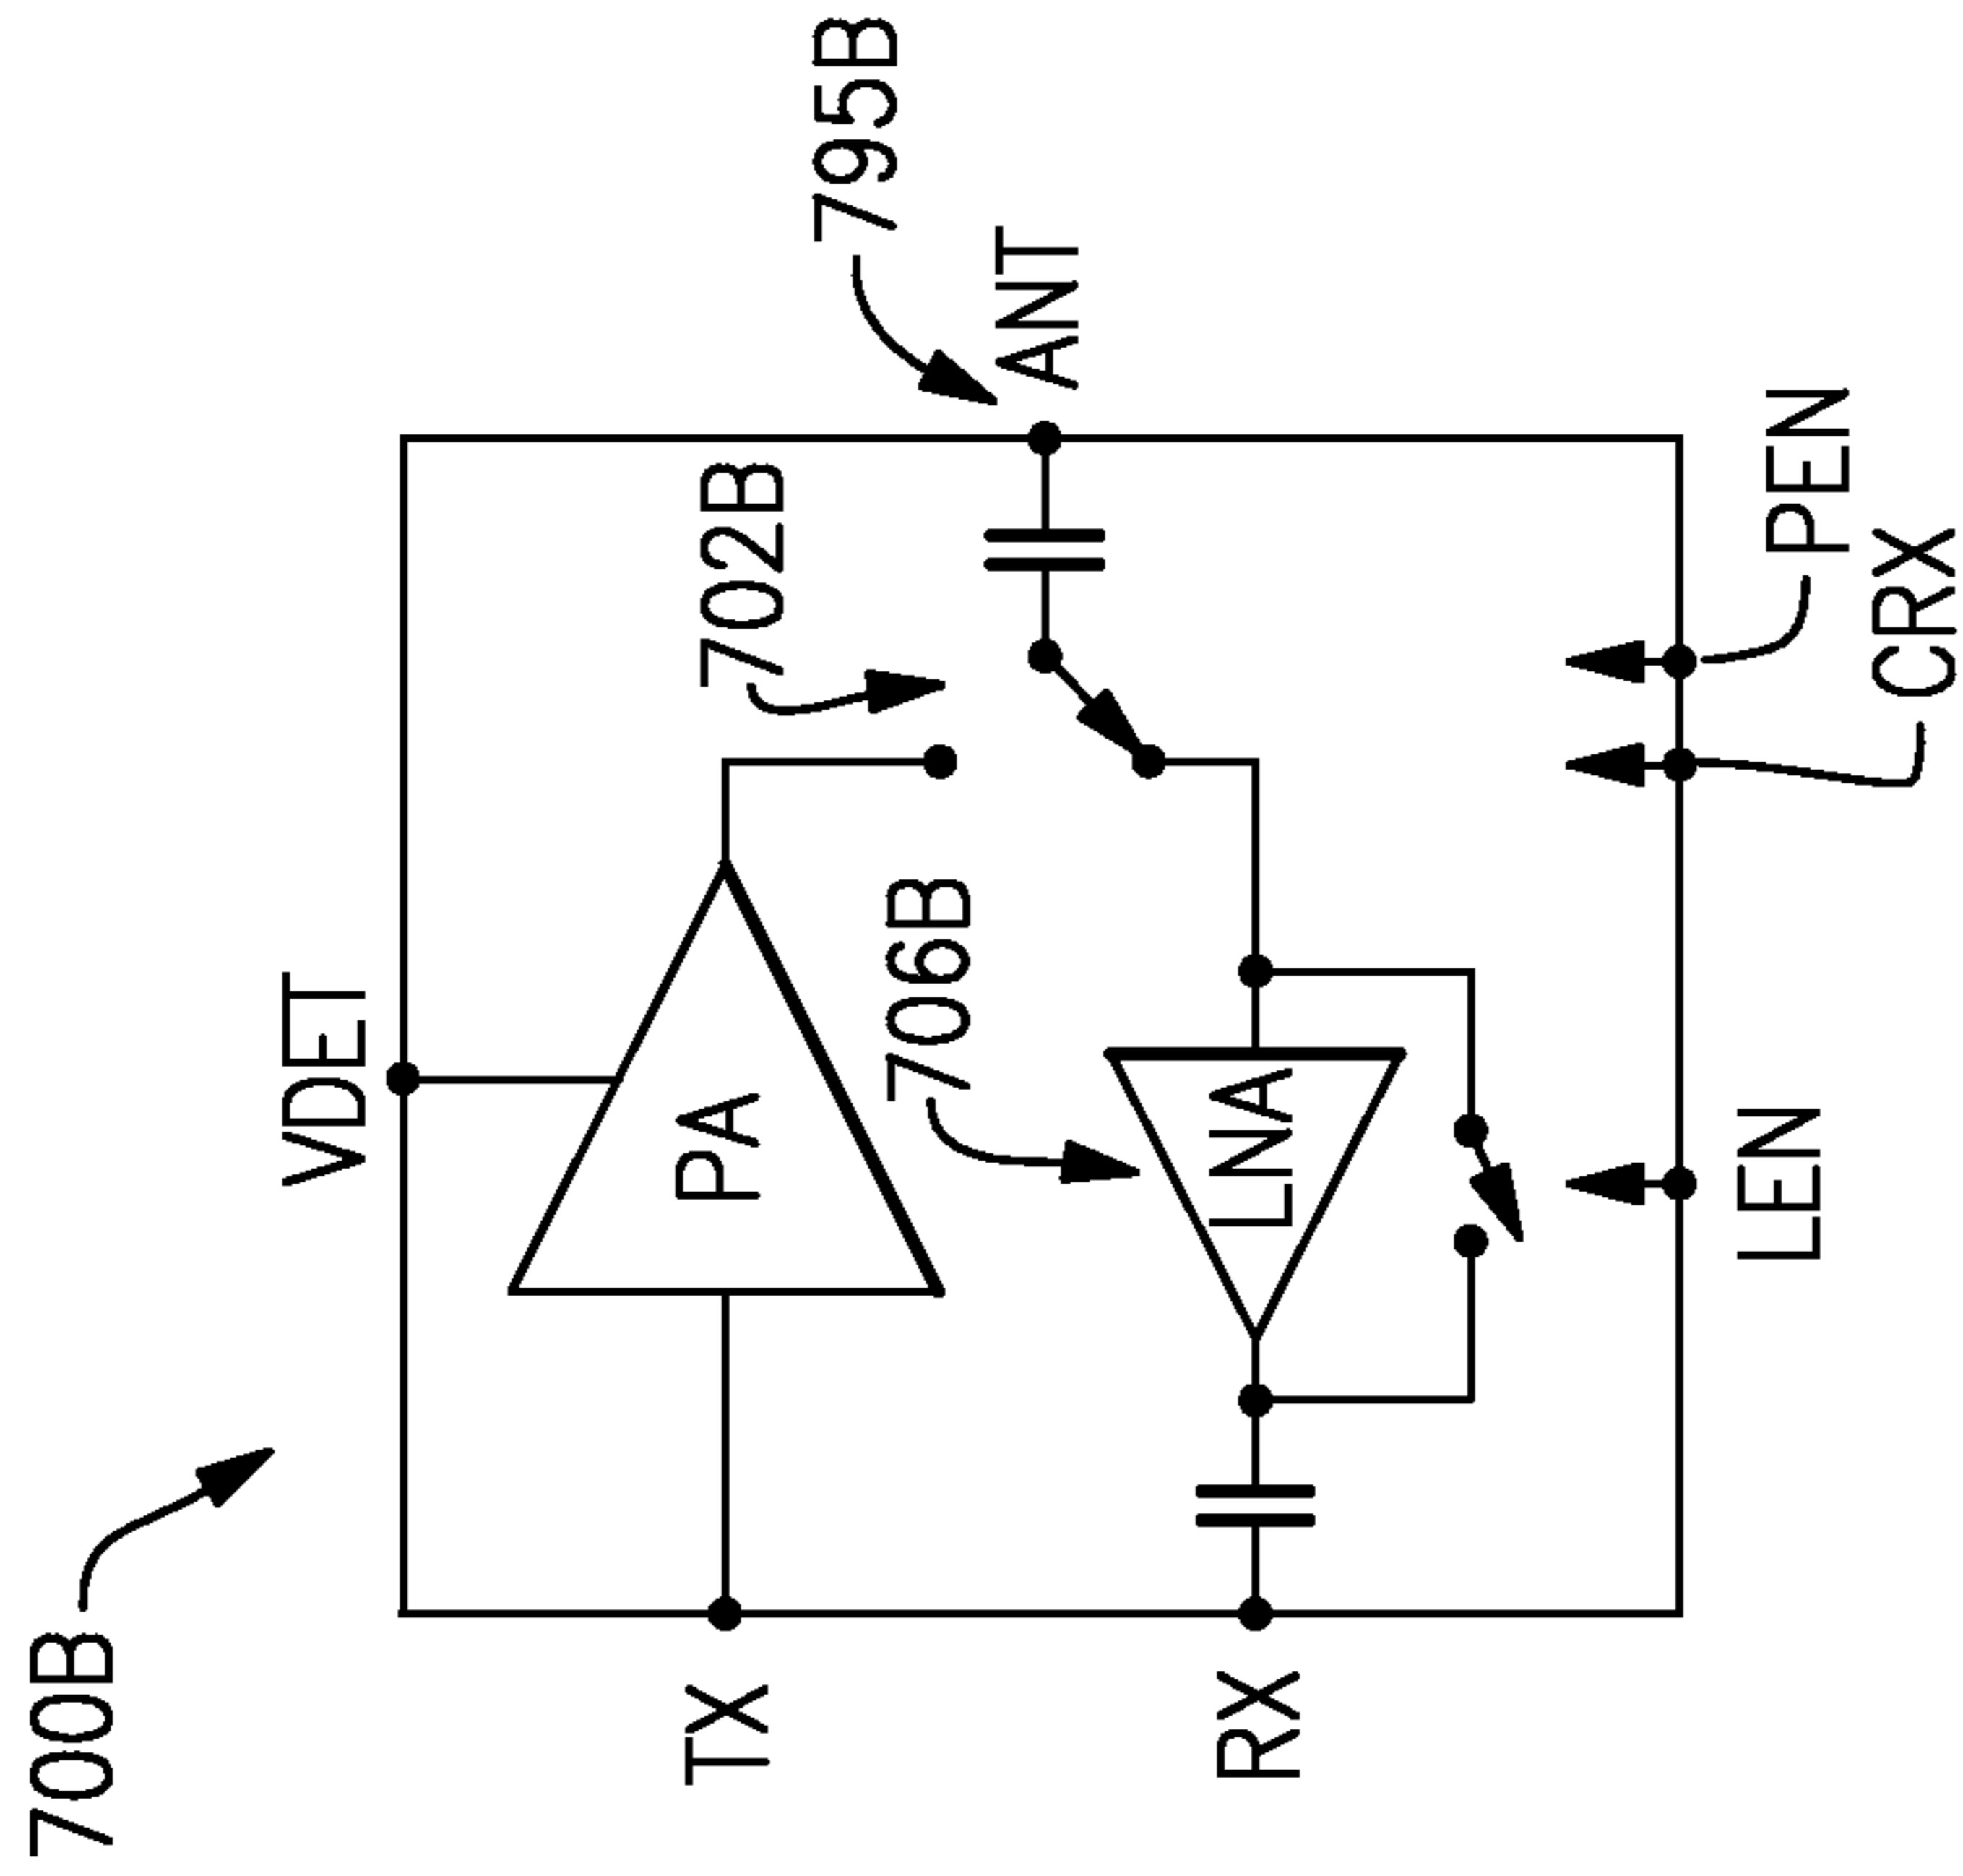 700B
VDET
795B
ANT
702B
PA
706B
LNA
TX
RX
LEN
PEN
CRX